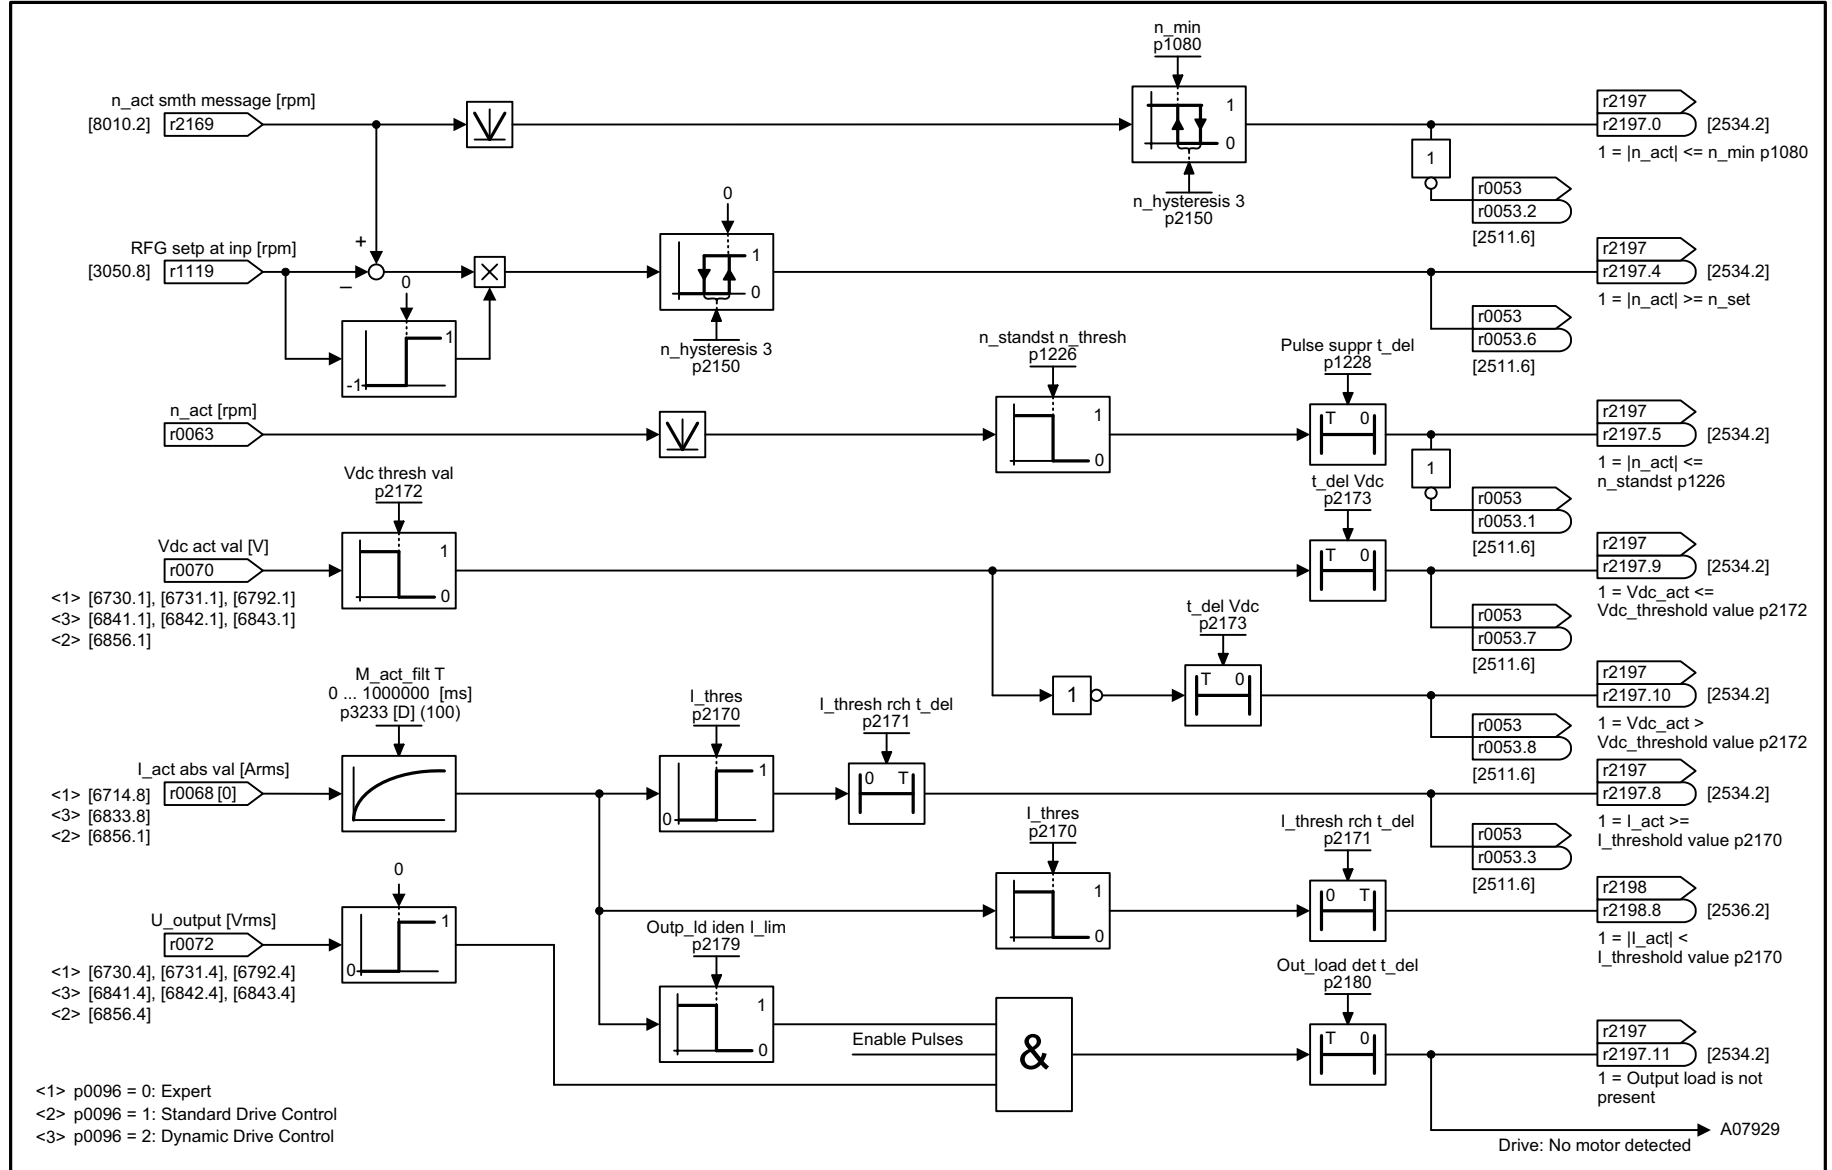 n_min
p1080
n_act smth message [rpm]
[8010.2] r2169
1
0
n_hysteresis 3
p2150
r2197
r2197.0 [2534.2]
1 = |n_act| <= n_min p1080
1
r0053
r0053.2
[2511.6]
RFG setp at inp [rpm]
[3050.8] r1119
+
–
0
1
-1
0
1
0
n_hysteresis 3
p2150
r2197
r2197.4 [2534.2]
1 = |n_act| >= n_set
r0053
r0053.6
[2511.6]
n_act [rpm]
r0063
n_standst n_thresh
p1226
1
0
Pulse suppr t_del
p1228
T 0
r2197
r2197.5 [2534.2]
1 = |n_act| <=
n_standst p1226
1
r0053
r0053.1
[2511.6]
Vdc thresh val
p2172
Vdc act val [V]
r0070
<1> [6730.1], [6731.1], [6792.1]
<3> [6841.1], [6842.1], [6843.1]
<2> [6856.1]
1
0
t_del Vdc
p2173
T 0
r2197
r2197.9 [2534.2]
1 = Vdc_act <=
Vdc_threshold value p2172
r0053
r0053.7
[2511.6]
1
t_del Vdc
p2173
T 0
r2197
r2197.10 [2534.2]
1 = Vdc_act >
Vdc_threshold value p2172
r0053
r0053.8
[2511.6]
M_act_filt T
0 ... 1000000 [ms]
p3233 [D] (100)
I_act abs val [Arms]
r0068 [0]
<1> [6714.8]
<3> [6833.8]
<2> [6856.1]
I_thres
p2170
1
0
I_thresh rch t_del
p2171
0 T
r2197
r2197.8 [2534.2]
1 = I_act >=
I_threshold value p2170
r0053
r0053.3
[2511.6]
I_thres
p2170
1
0
I_thresh rch t_del
p2171
0 T
r2198
r2198.8 [2536.2]
1 = |I_act| <
I_threshold value p2170
U_output [Vrms]
r0072
<1> [6730.4], [6731.4], [6792.4]
<3> [6841.4], [6842.4], [6843.4]
<2> [6856.4]
0
1
0
Outp_ld iden I_lim
p2179
1
0
Enable Pulses
&
Out_load det t_del
p2180
T 0
r2197
r2197.11 [2534.2]
1 = Output load is not
present
A07929
Drive: No motor detected
<1> p0096 = 0: Expert
<2> p0096 = 1: Standard Drive Control
<3> p0096 = 2: Dynamic Drive Control